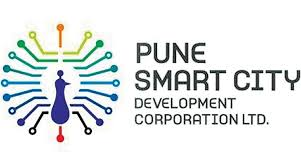 PUNE
SMART CITY
DEVELOPMENT
CORPORATION LTD.